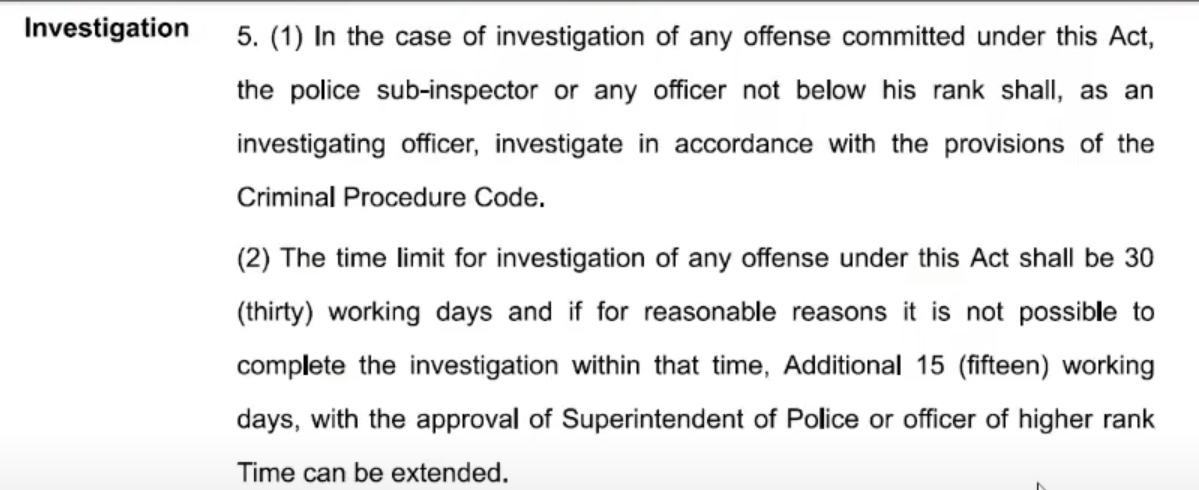 Investigation
5. (1) In the case of investigation of any offense committed under this Act,
the police sub-inspector or any officer not below his rank shall, as an
investigating officer, investigate in accordance with the provisions of the
Criminal Procedure Code.
(2) The time limit for investigation of any offense under this Act shall be 30
(thirty) working days and if for reasonable reasons it is not possible to
complete the investigation within that time, Additional 15 (fifteen) working
days, with the approval of Superintendent of Police or officer of higher rank
Time can be extended.